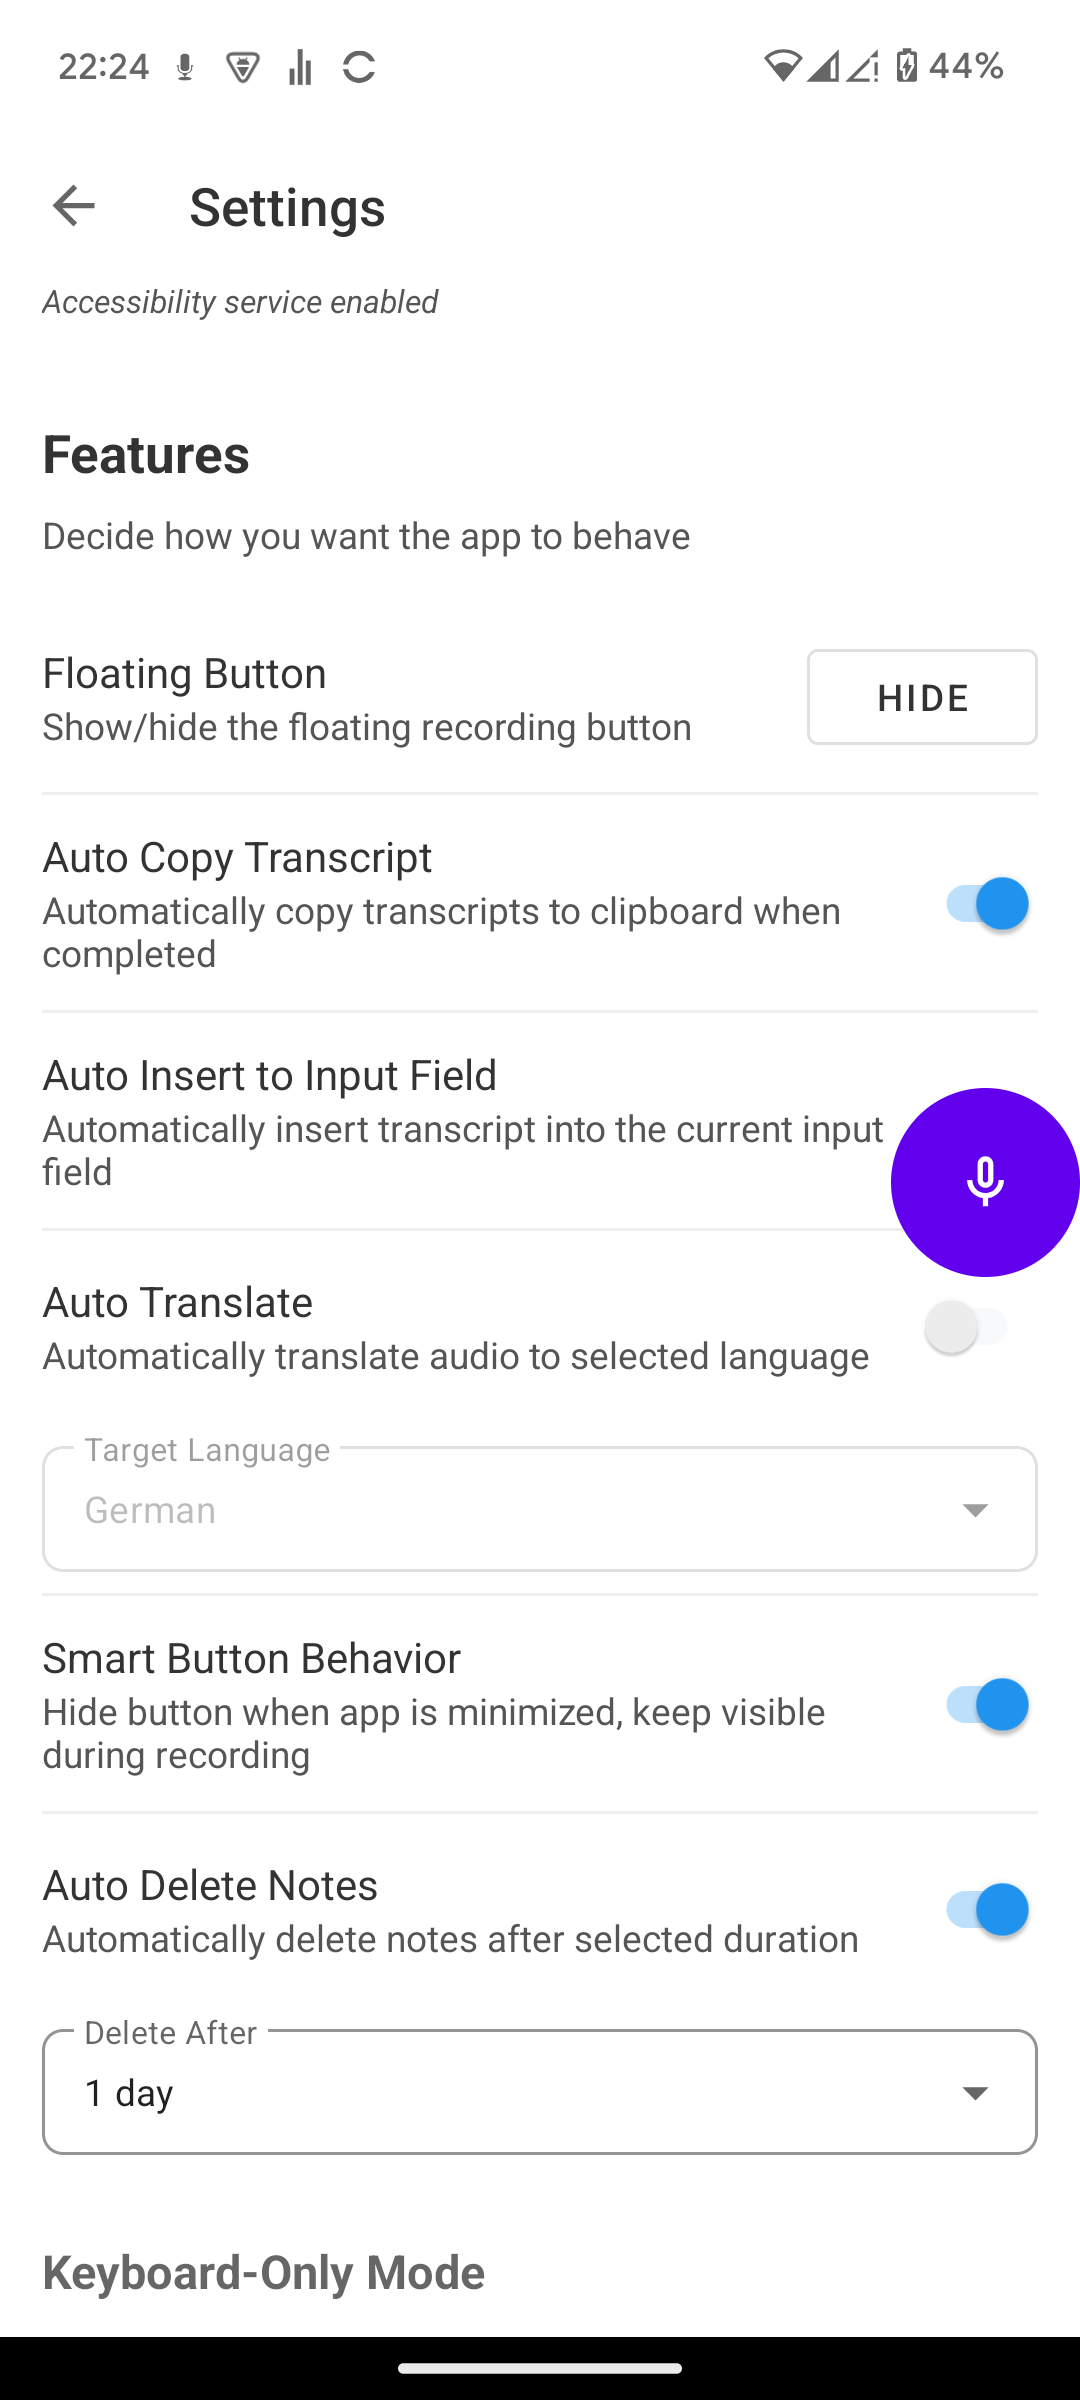 22:24
44%
Settings
Accessibility service enabled
Features
Decide how you want the app to behave
Floating Button
Show/hide the floating recording button
HIDE
Auto Copy Transcript
Automatically copy transcripts to clipboard when
completed
Auto Insert to Input Field
Automatically insert transcript into the current input
field
Auto Translate
Automatically translate audio to selected language
Target Language
German
Smart Button Behavior
Hide button when app is minimized, keep visible
during recording
Auto Delete Notes
Automatically delete notes after selected duration
Delete After
1 day
Keyboard-Only Mode